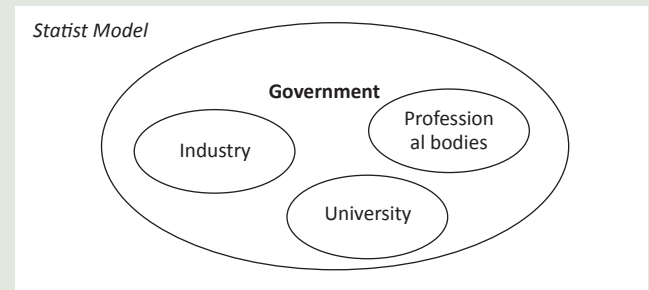 Statist Model
Government
Profession
al bodies
Industry
University